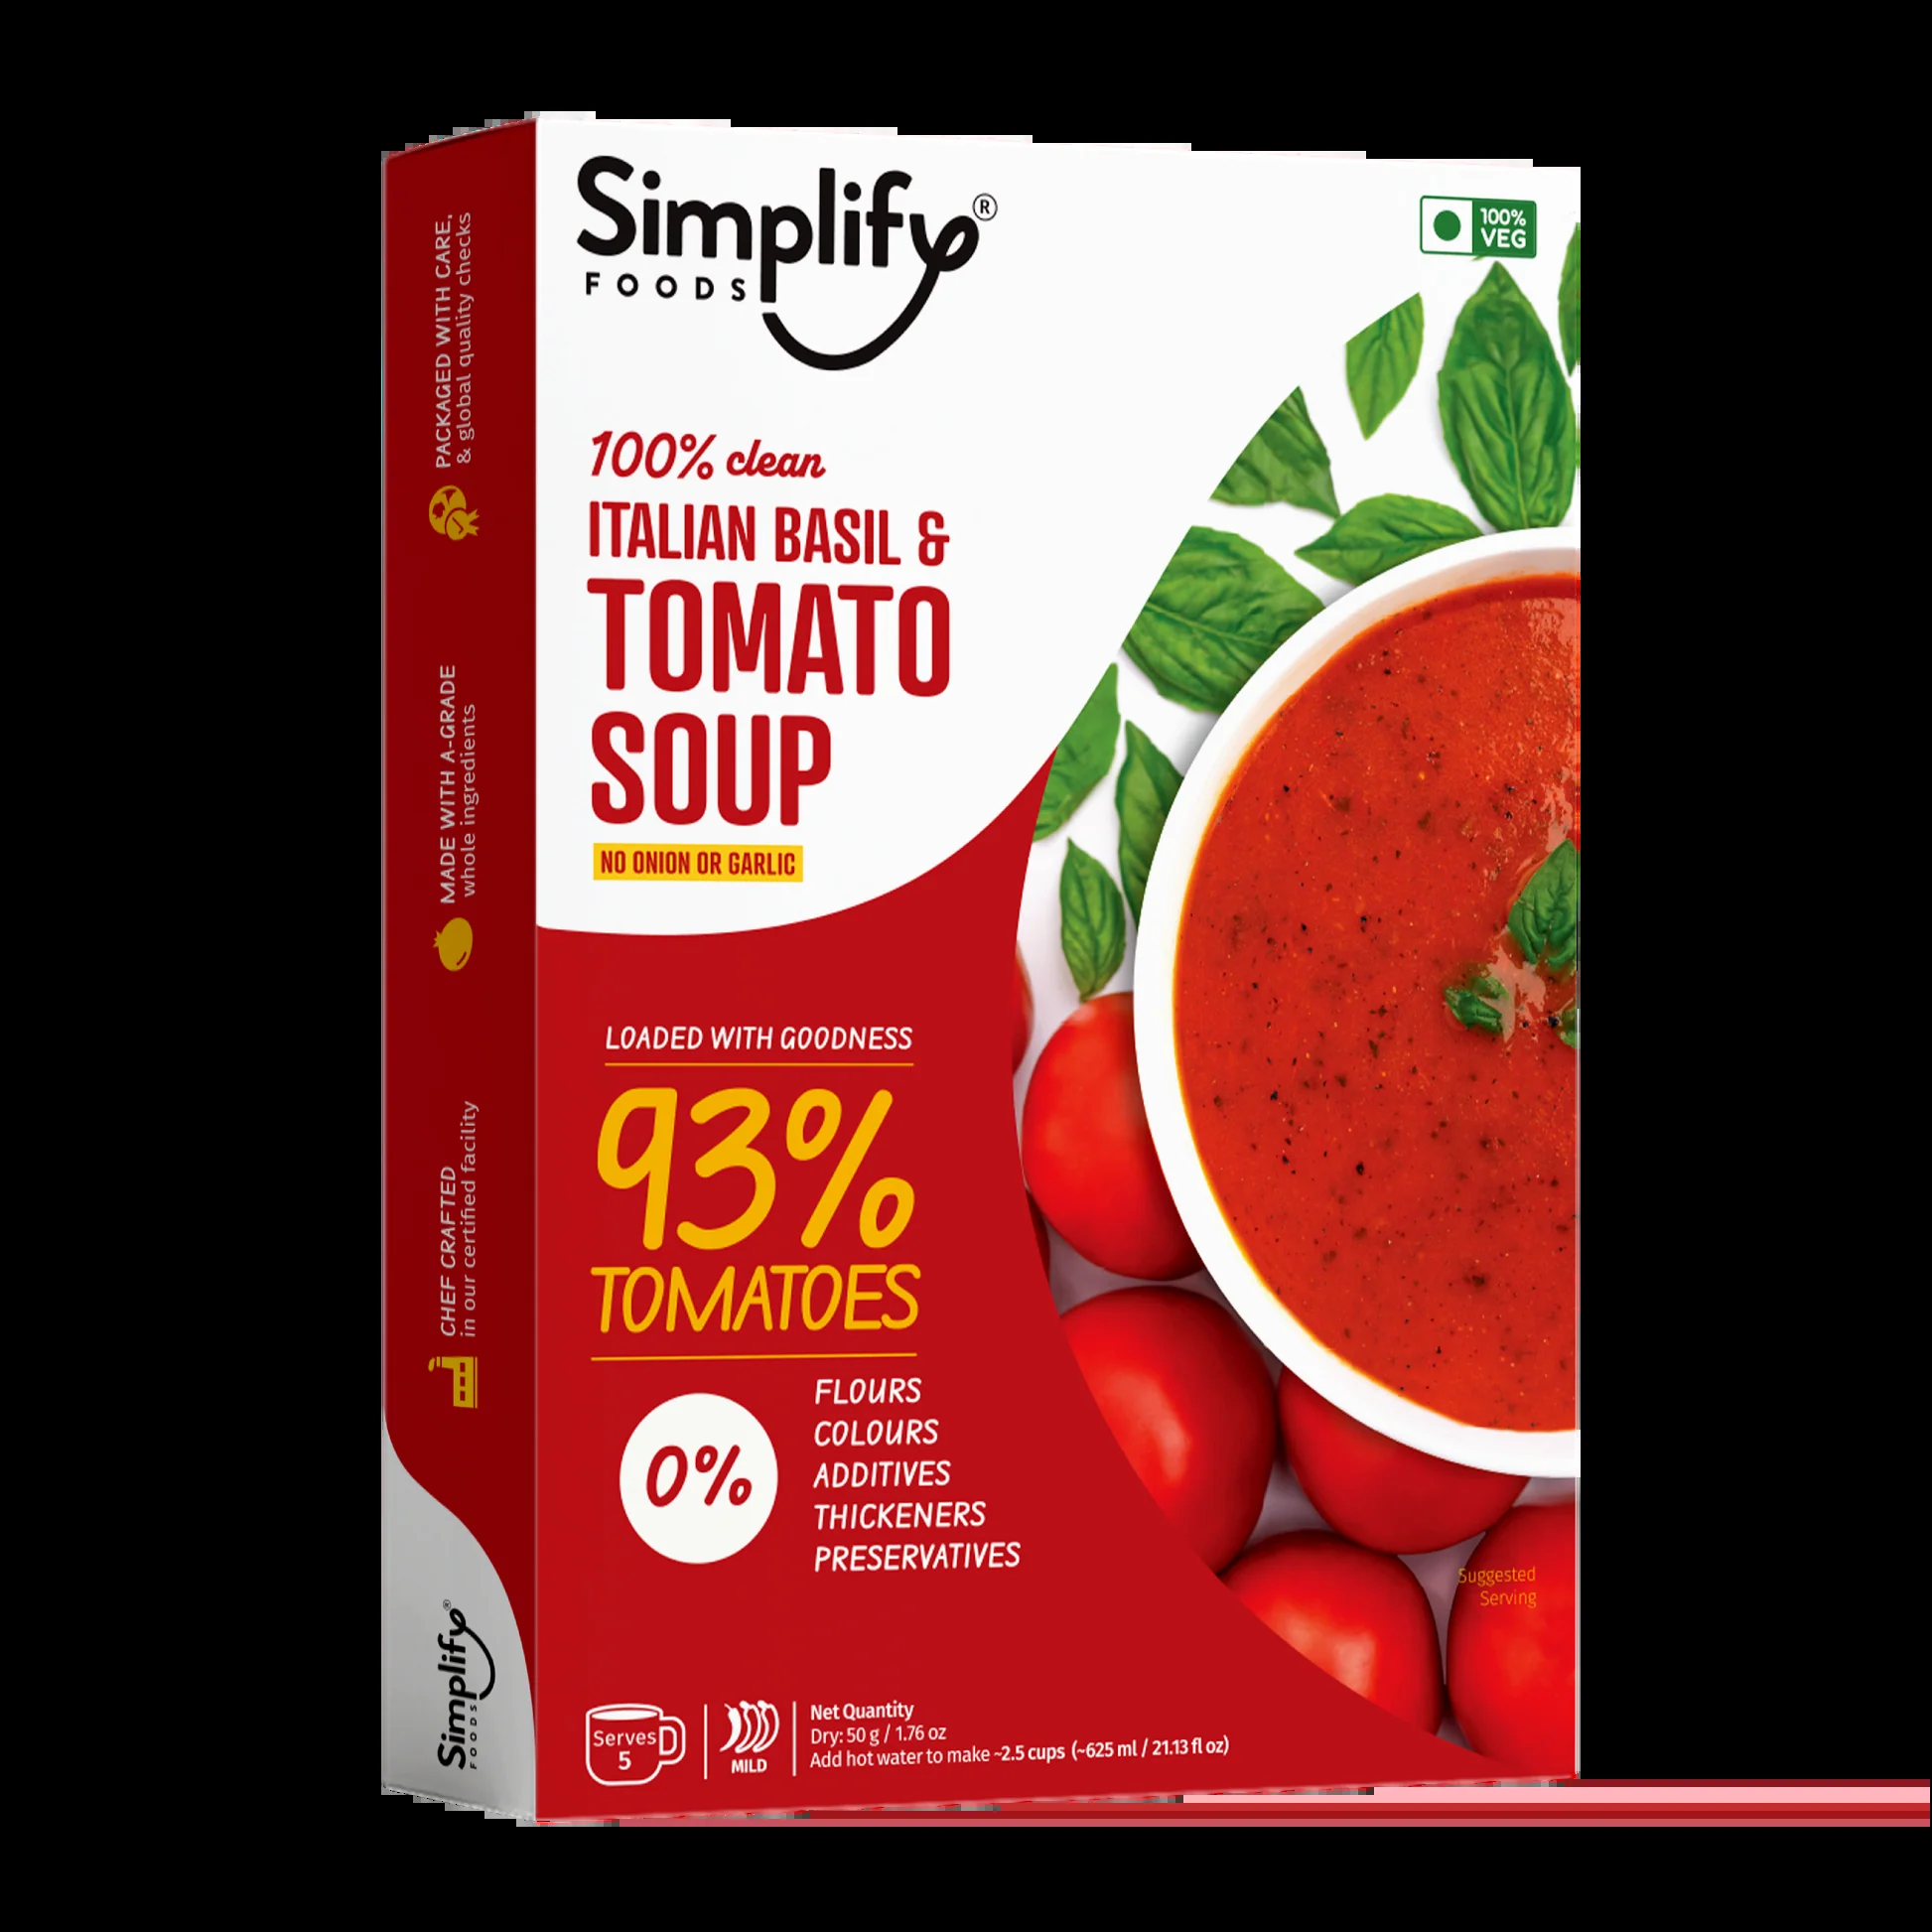 Simplify®
FOODS
100%
VEG
100% clean
ITALIAN BASIL &
TOMATO
SOUP
NO ONION OR GARLIC
LOADED WITH GOODNESS
93%
TOMATOES
0%
FLOURS
COLOURS
ADDITIVES
THICKENERS
PRESERVATIVES
Suggested
Serving
Serves
5
MILD
Net Quantity
Dry: 50 g / 1.76 oz
Add hot water to make ~2.5 cups (~625 ml / 21.13 fl oz)
PACKAGED WITH CARE,
& global quality checks
MADE WITH A-GRADE
whole ingredients
CHEF CRAFTED
in our certified facility
Simplify®
FOODS